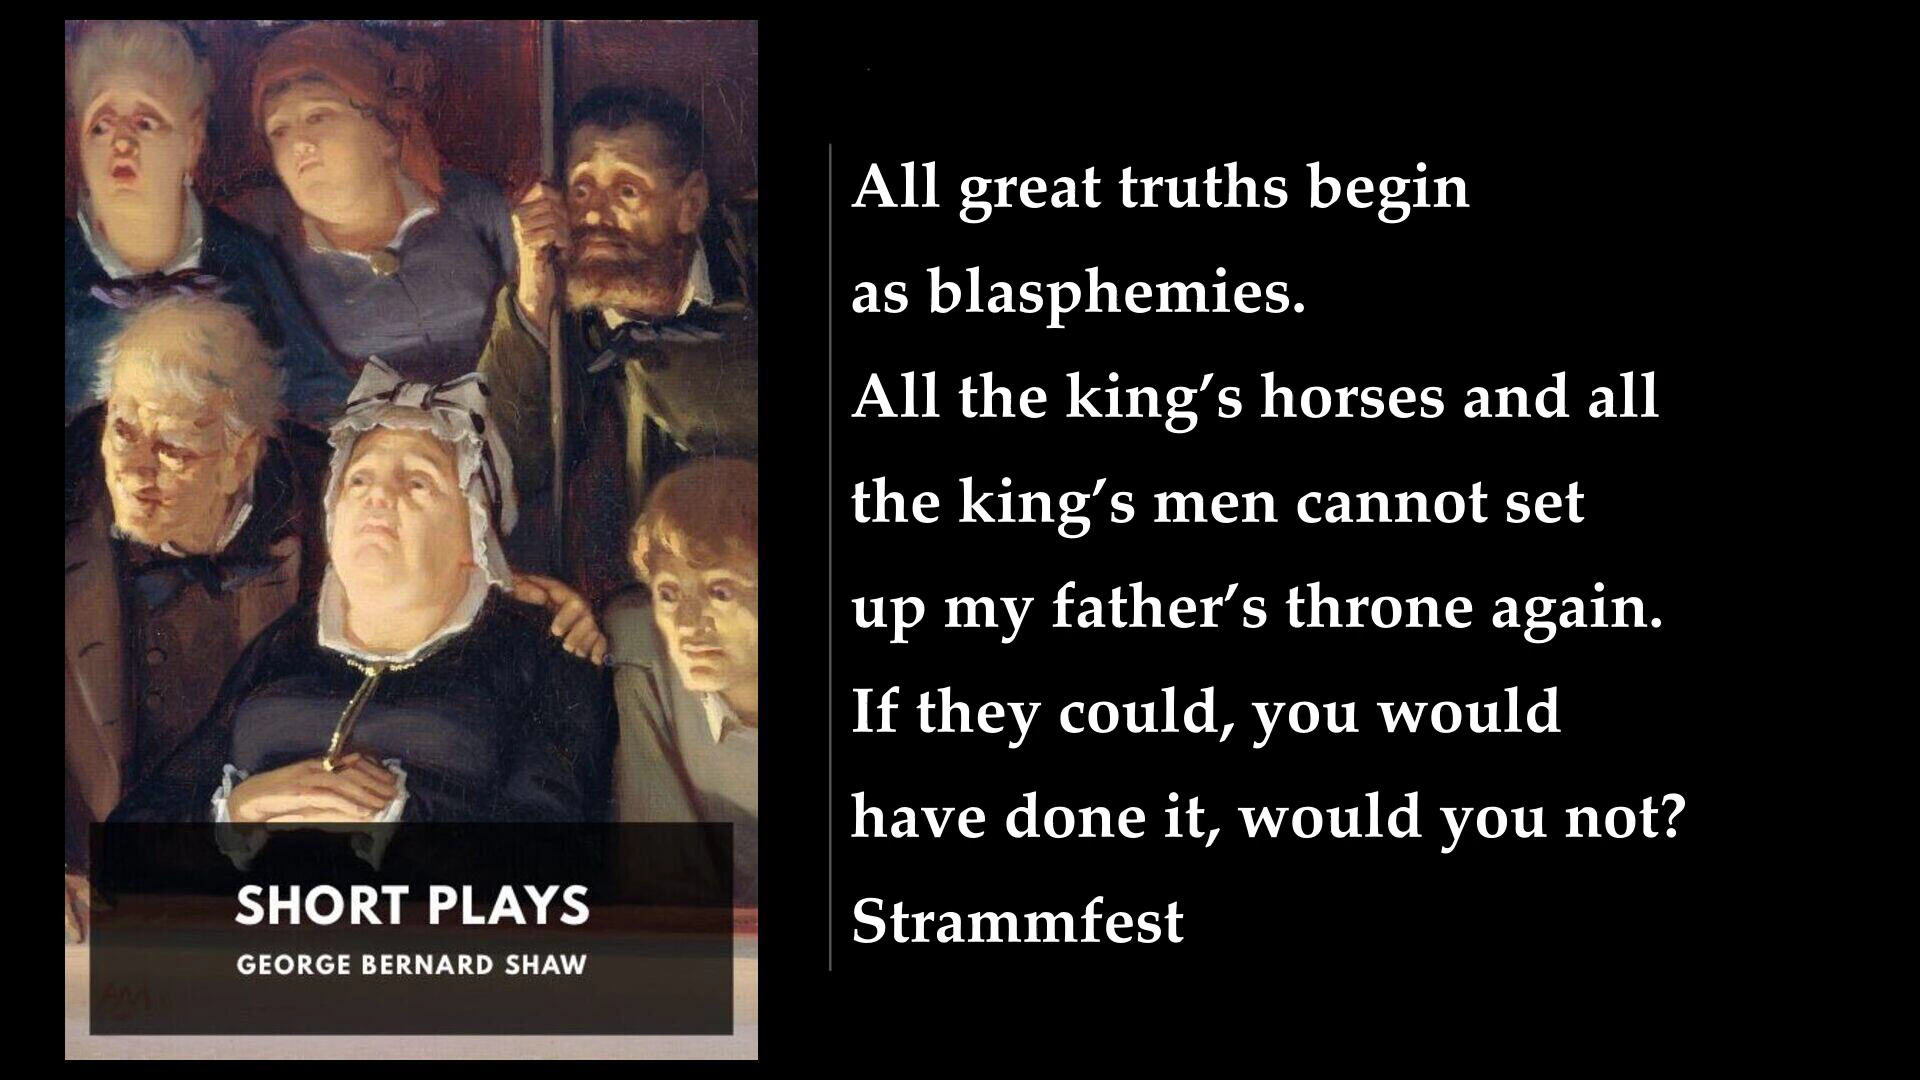 All great truths begin
as blasphemies.
All the king’s horses and all
the king’s men cannot set
up my father’s throne again.
If they could, you would
have done it, would you not?
Strammfest
SHORT PLAYS
GEORGE BERNARD SHAW